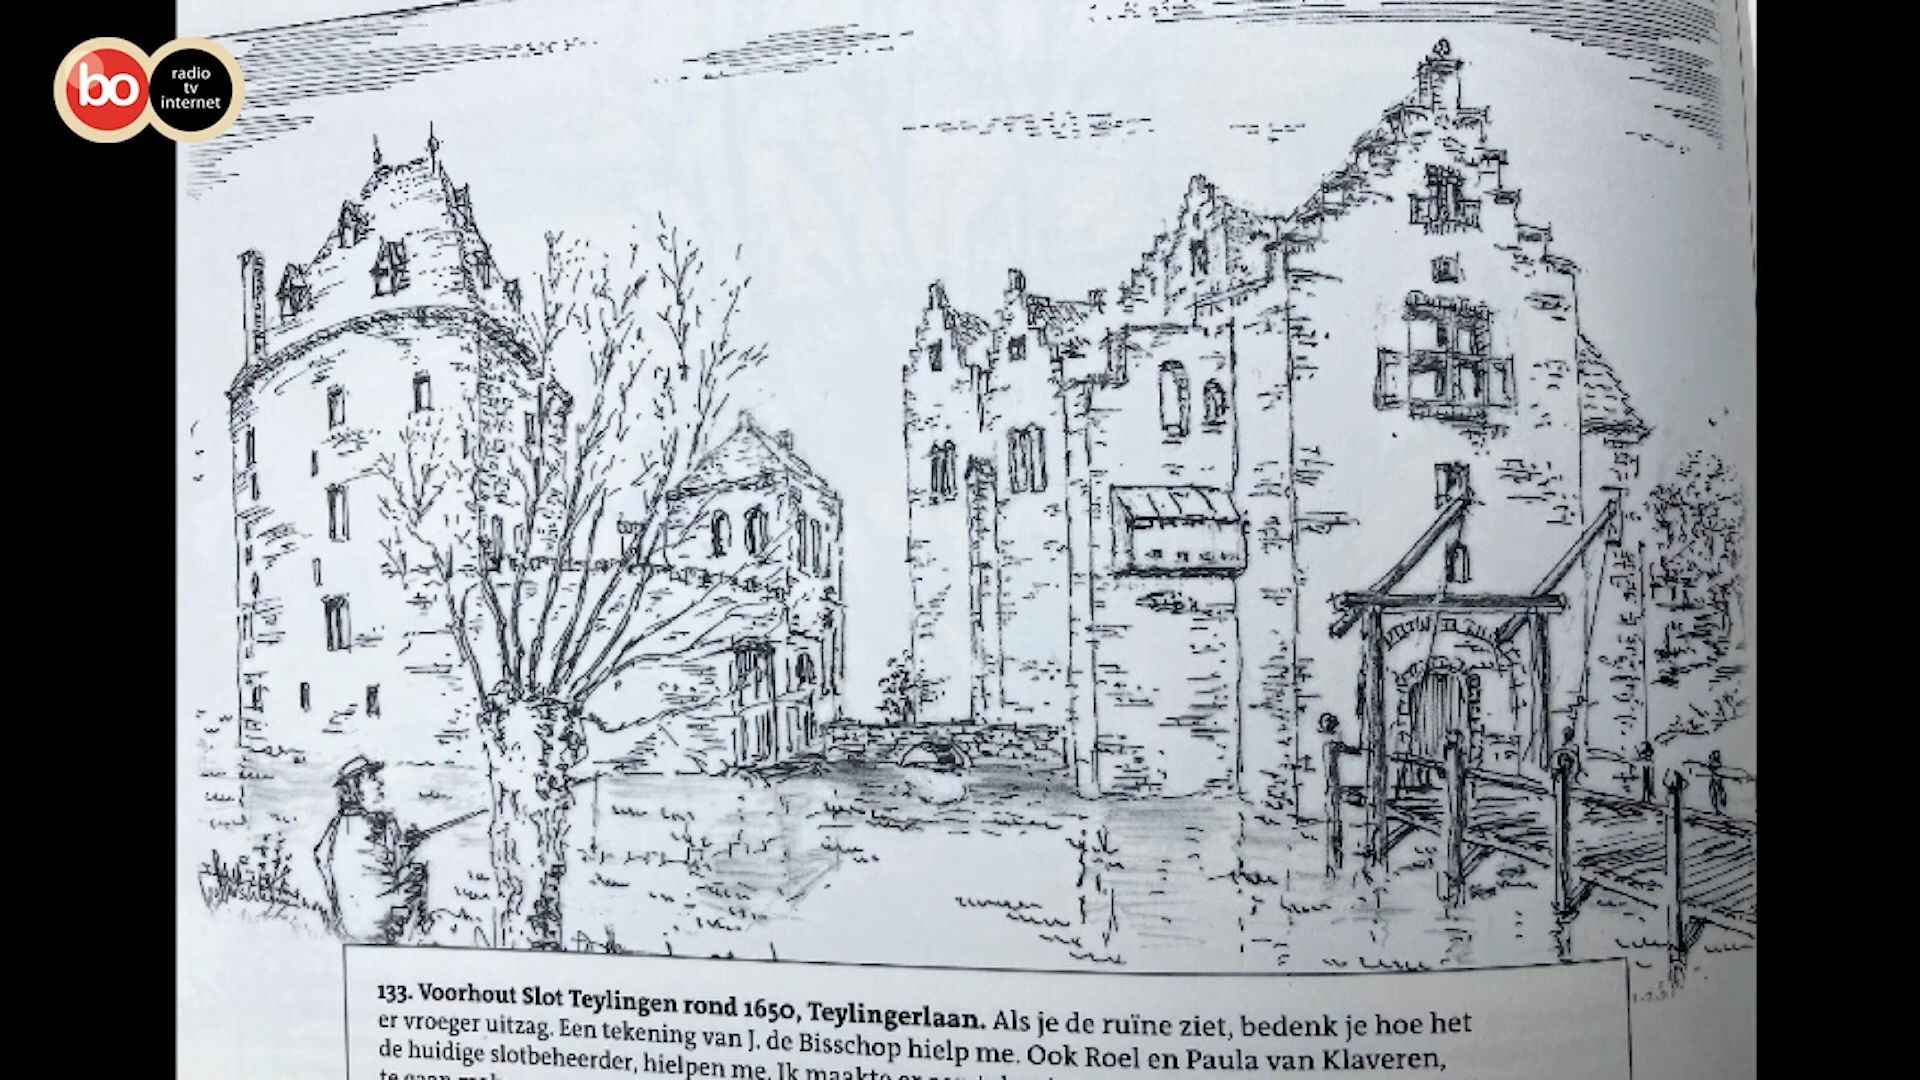 bo
radio
tv
internet
133. Voorhout Slot Teylingen rond 1650, Teylingerlaan. Als je de ruïne ziet, bedenk je hoe het
er vroeger uitzag. Een tekening van J. de Bisschop hielp me. Ook Roel en Paula van Klaveren,
de huidige slotbeheerder, hielpen me. Ik maakte er
te gaan